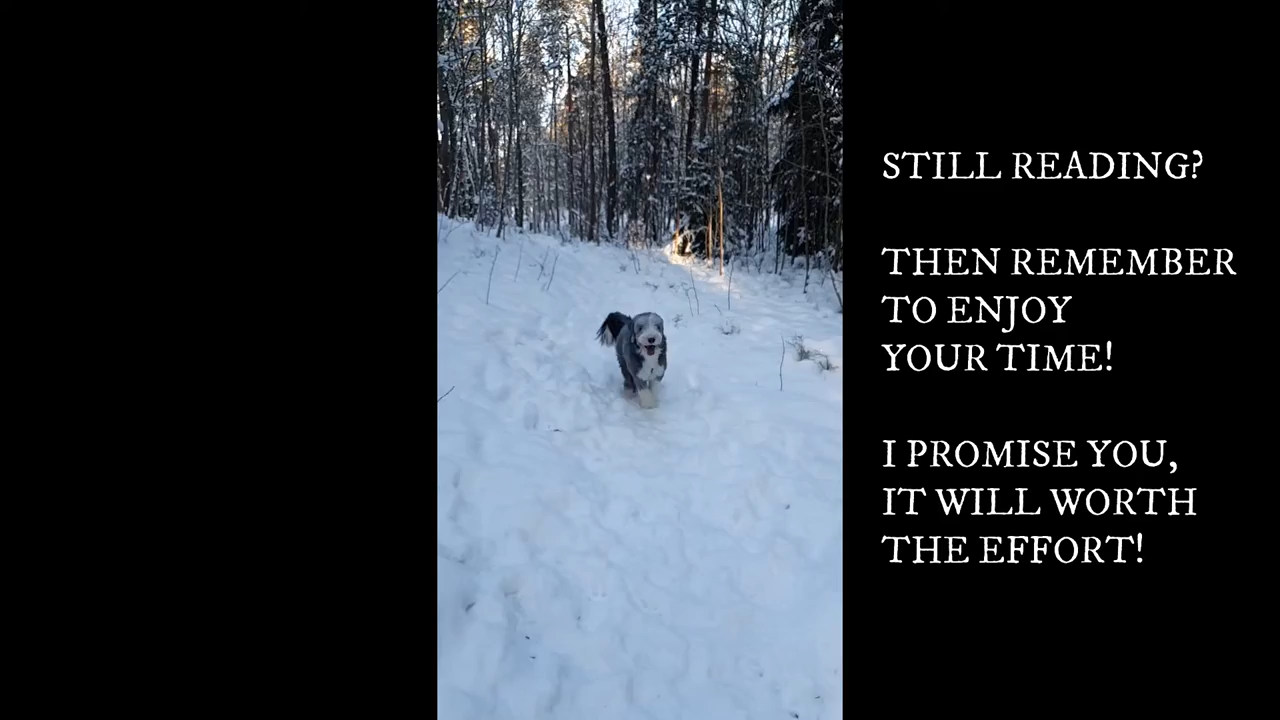 STILL READING?
THEN REMEMBER
TO ENJOY
YOUR TIME!
I PROMISE YOU,
IT WILL WORTH
THE EFFORT!